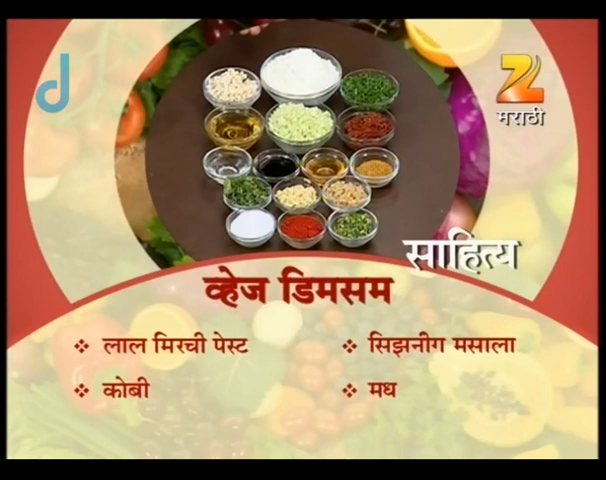 मराठी
साहित्य
व्हेज डिमसम
लाल मिरची पेस्ट
सिझनींग मसाला
कोबी
मध